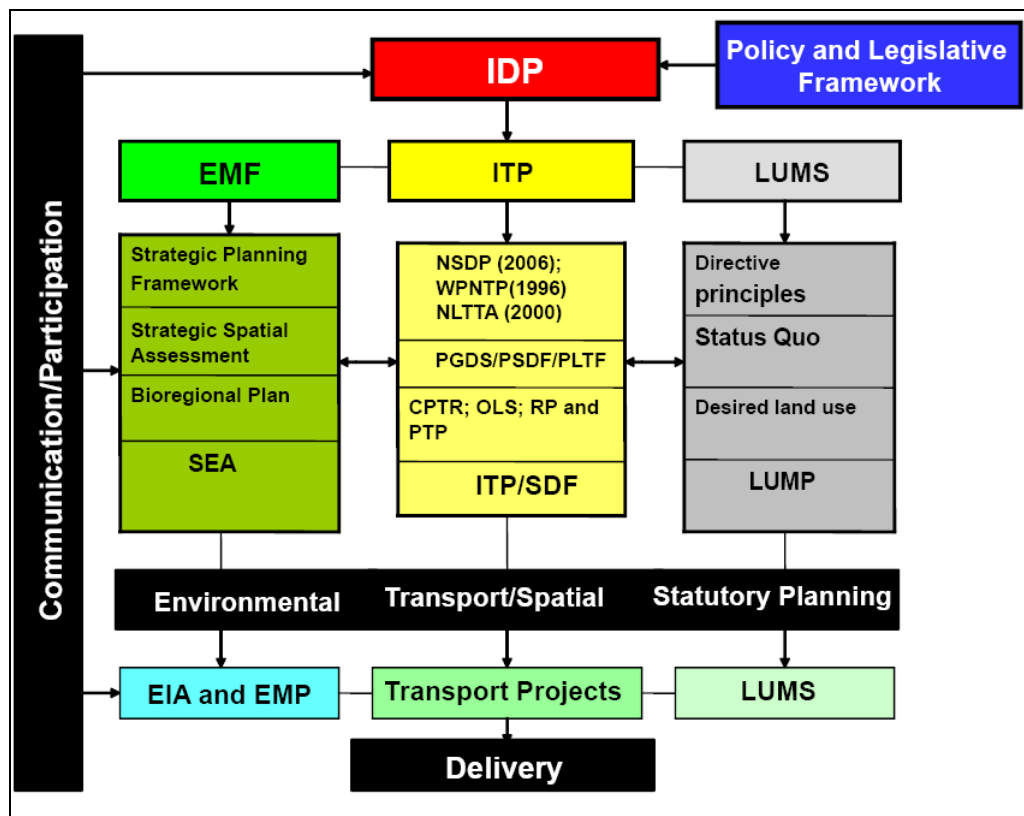 Communication/Participation
IDP
Policy and Legislative
Framework
EMF
ITP
LUMS
Strategic Planning
Framework
Strategic Spatial
Assessment
Bioregional Plan
SEA
NSDP (2006);
WPNTP(1996)
NLTTA (2000)
PGDS/PSDF/PLTF
CPTR; OLS; RP and
PTP
ITP/SDF
Directive
principles
Status Quo
Desired land use
LUMP
Environmental
Transport/Spatial
Statutory Planning
EIA and EMP
Transport Projects
LUMS
Delivery